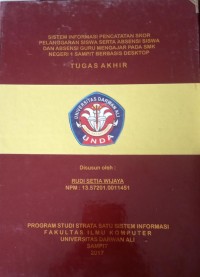 SISTEM INFORMASI PENCATATAN SKOR
PELANGGARAN SISWA SERTA ABSENSI SISWA
DAN ABSENSI GURU MENGAJAR PADA SMK
NEGERI 1 SAMPIT BERBASIS DESKTOP
TUGAS AKHIR
UNIVERSITAS DARWAN ALI
UNDA
Disusun oleh :
RUDI SETIA WIJAYA
NPM : 13.57201.0011451
PROGRAM STUDI STRATA SATU SISTEM INFORMASI
FAKULTAS ILMU KOMPUTER
UNIVERSITAS DARWAN ALI
SAMPIT
2017